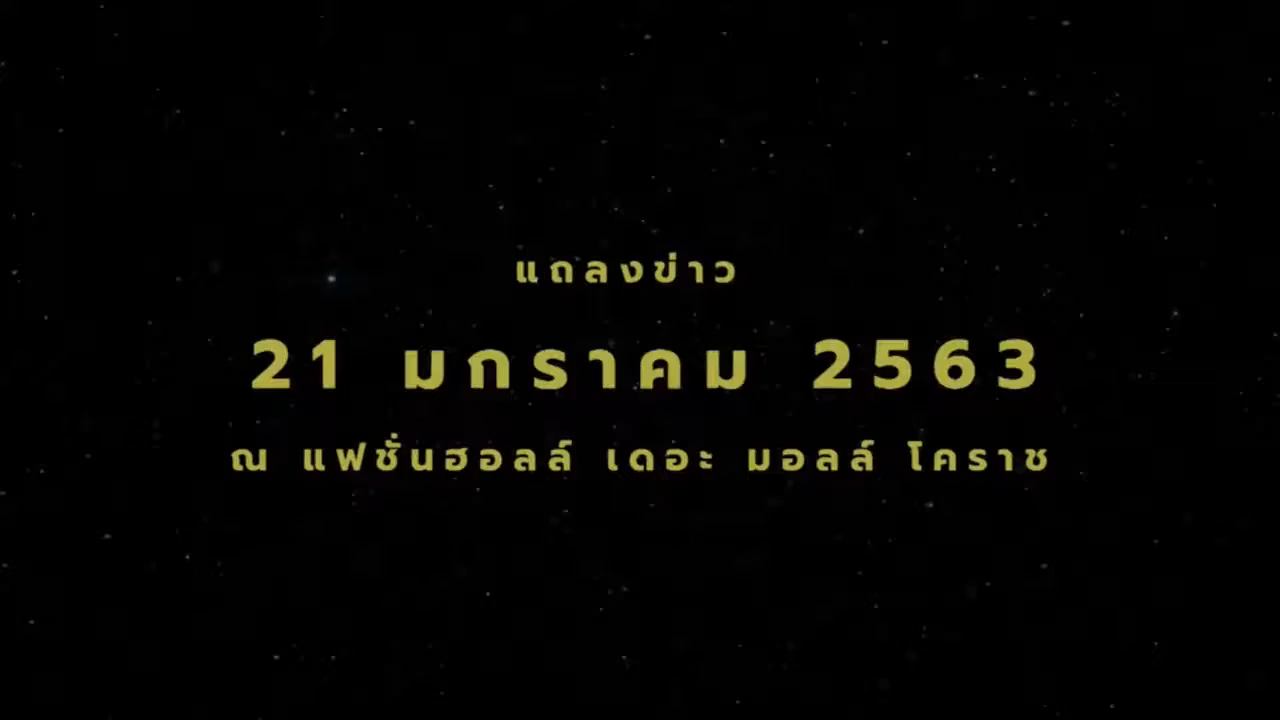 แถลงข่าว
21 มกราคม 2563
ณ แฟชั่นฮอลล์ เดอะ มอลล์ โคราช